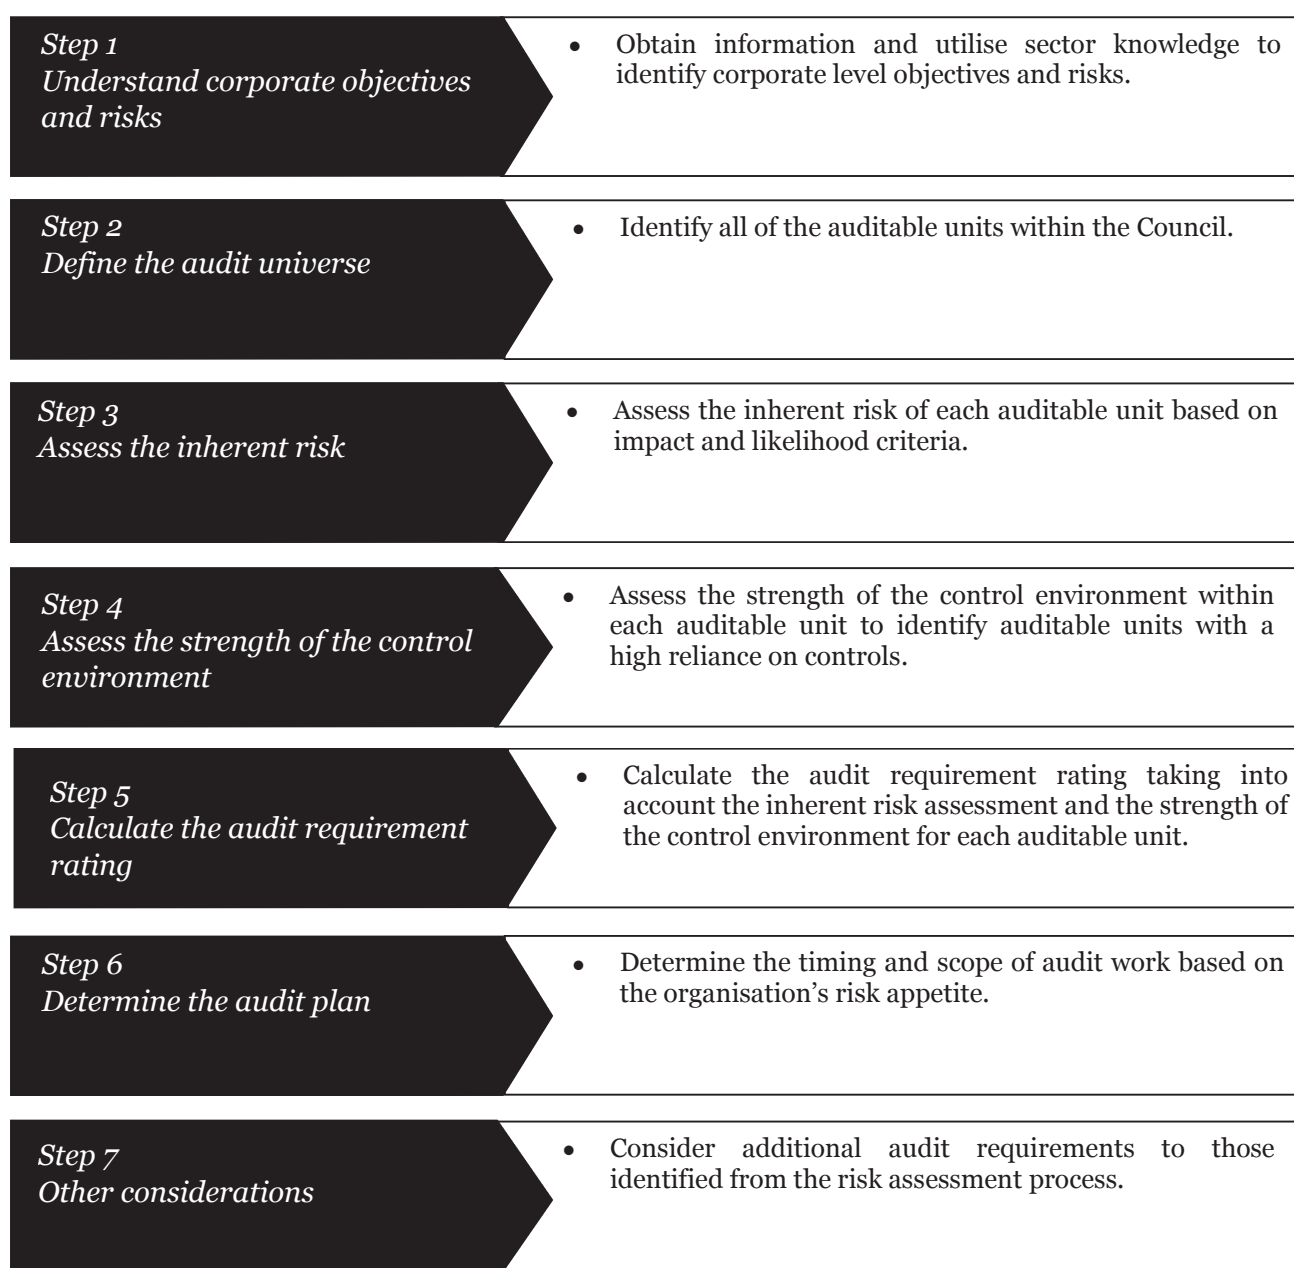 Step 1
Understand corporate objectives
and risks
• Obtain information and utilise sector knowledge to
identify corporate level objectives and risks.
Step 2
Define the audit universe
• Identify all of the auditable units within the Council.
Step 3
Assess the inherent risk
• Assess the inherent risk of each auditable unit based on
impact and likelihood criteria.
Step 4
Assess the strength of the control
environment
• Assess the strength of the control environment within
each auditable unit to identify auditable units with a
high reliance on controls.
Step 5
Calculate the audit requirement
rating
• Calculate the audit requirement rating taking into
account the inherent risk assessment and the strength of
the control environment for each auditable unit.
Step 6
Determine the audit plan
• Determine the timing and scope of audit work based on
the organisation’s risk appetite.
Step 7
Other considerations
• Consider additional audit requirements to those
identified from the risk assessment process.